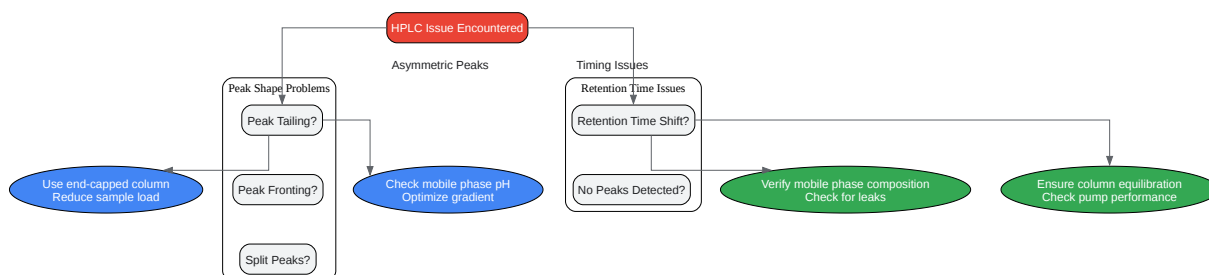 HPLC Issue Encountered
Asymmetric Peaks
Timing Issues
Peak Shape Problems
Retention Time Issues
Peak Tailing?
Retention Time Shift?
Use end-capped column
Reduce sample load
Peak Fronting?
Check mobile phase pH
Optimize gradient
No Peaks Detected?
Verify mobile phase composition
Check for leaks
Ensure column equilibration
Check pump performance
Split Peaks?